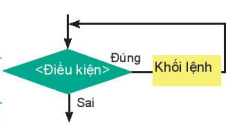 <Điều kiện>
Đúng
Khối lệnh
Sai